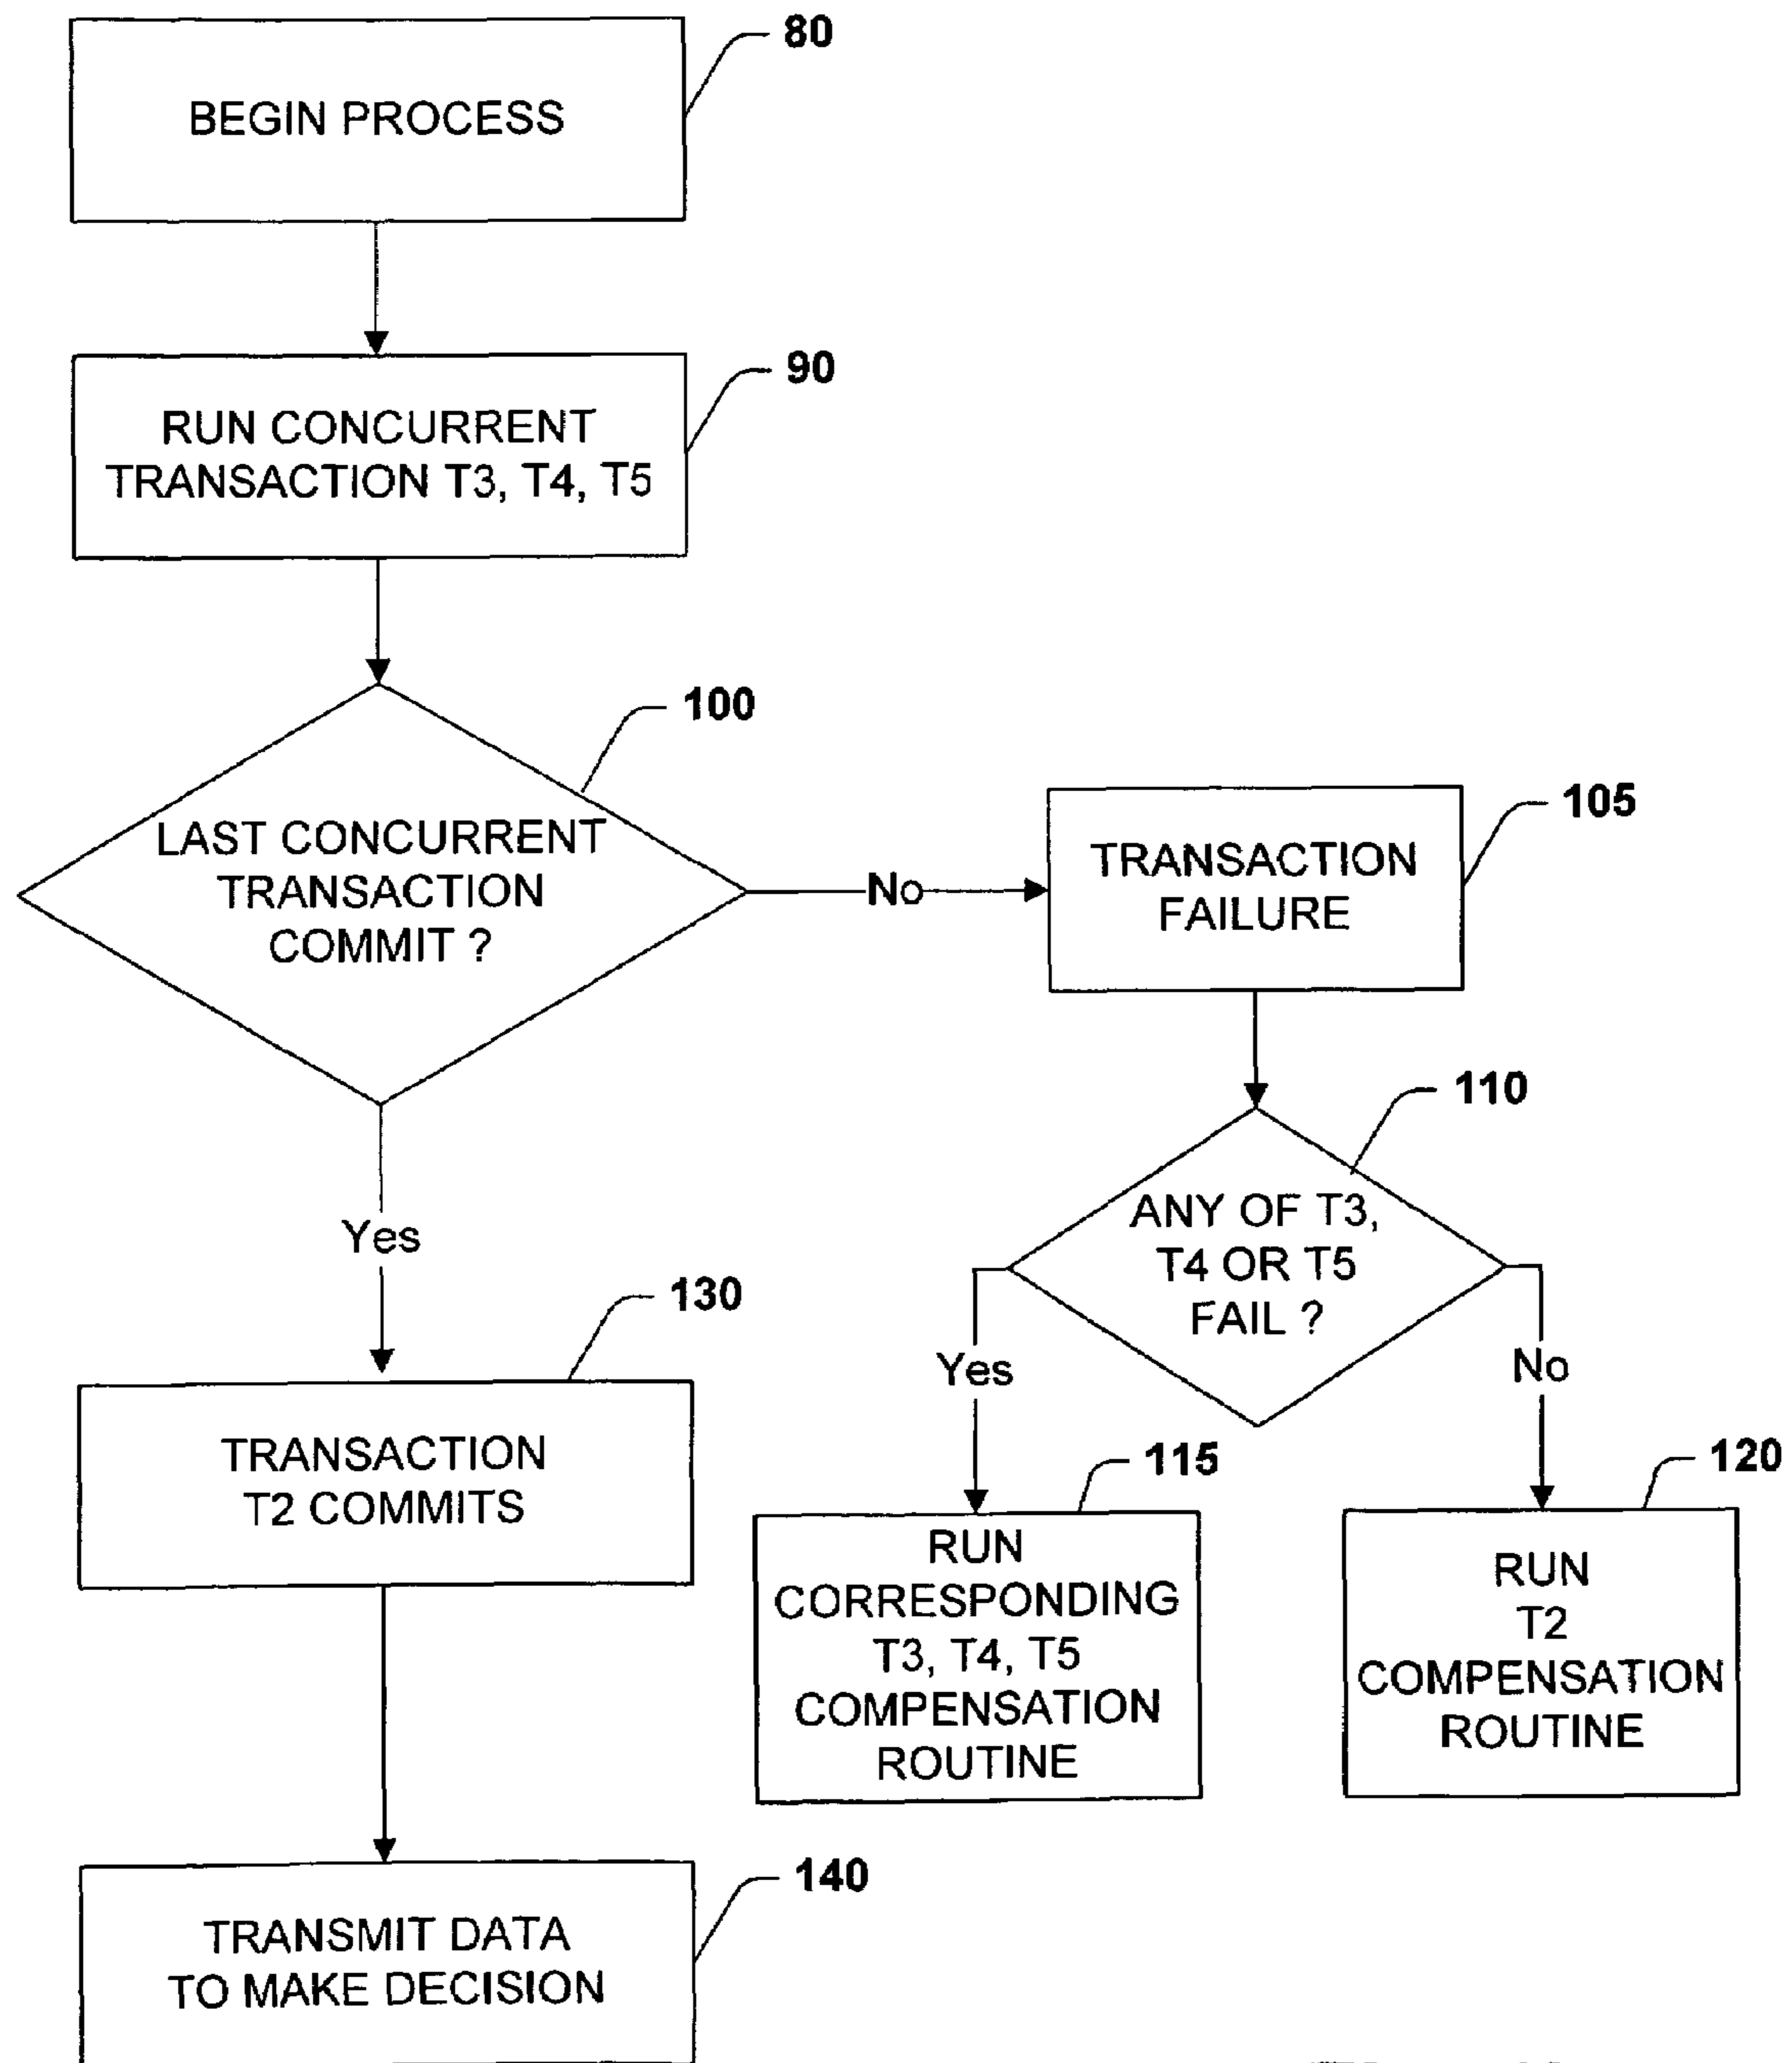 80
BEGIN PROCESS
90
RUN CONCURRENT
TRANSACTION T3, T4, T5
100
LAST CONCURRENT
TRANSACTION
COMMIT ?
No
105
TRANSACTION
FAILURE
110
ANY OF T3,
T4 OR T5
FAIL ?
Yes
No
Yes
130
TRANSACTION
T2 COMMITS
115
RUN
CORRESPONDING
T3, T4, T5
COMPENSATION
ROUTINE
120
RUN
T2
COMPENSATION
ROUTINE
140
TRANSMIT DATA
TO MAKE DECISION